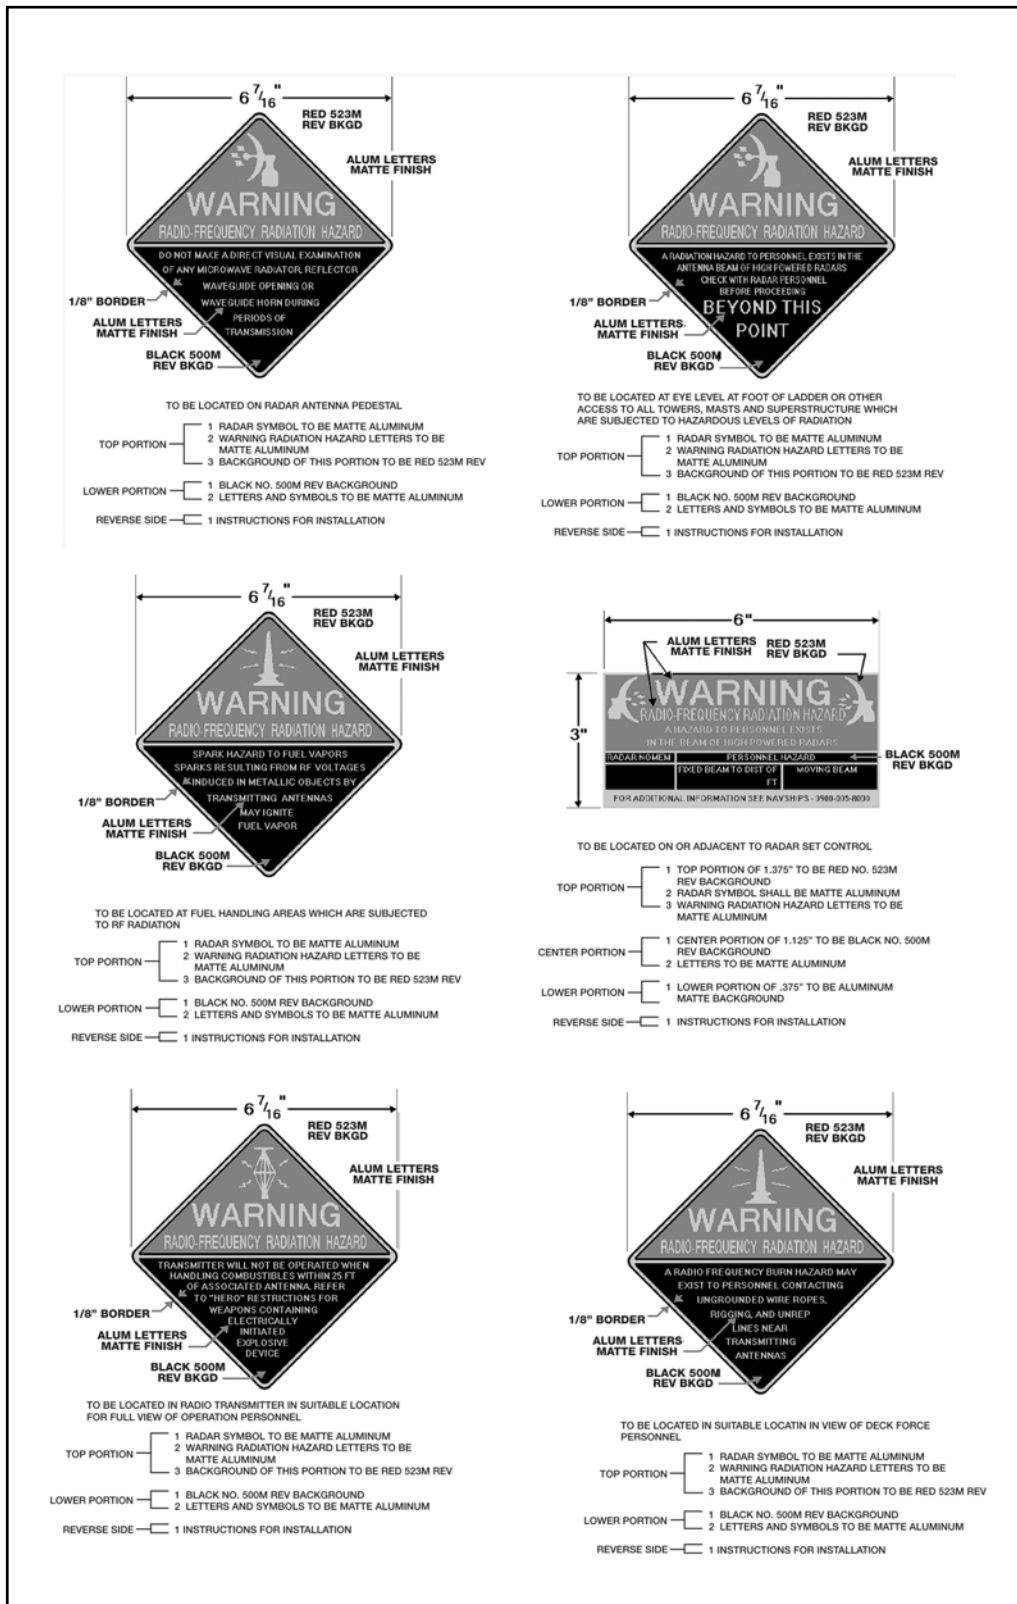 6 7/16"
RED 523M
REV BKGD
ALUM LETTERS
MATTE FINISH
WARNING
RADIO-FREQUENCY RADIATION HAZARD
DO NOT MAKE A DIRECT VISUAL EXAMINATION
OF ANY MICROWAVE RADIATOR, REFLECTOR
WAVEGUIDE OPENING OR
WAVEGUIDE HORN DURING
PERIODS OF
TRANSMISSION
1/8" BORDER
ALUM LETTERS
MATTE FINISH
BLACK 500M
REV BKGD
TO BE LOCATED ON RADAR ANTENNA PEDESTAL
TOP PORTION
1 RADAR SYMBOL TO BE MATTE ALUMINUM
2 WARNING RADIATION HAZARD LETTERS TO BE
MATTE ALUMINUM
3 BACKGROUND OF THIS PORTION TO BE RED 523M REV
LOWER PORTION
1 BLACK NO. 500M REV BACKGROUND
2 LETTERS AND SYMBOLS TO BE MATTE ALUMINUM
REVERSE SIDE
1 INSTRUCTIONS FOR INSTALLATION
6 7/16"
RED 523M
REV BKGD
ALUM LETTERS
MATTE FINISH
WARNING
RADIO-FREQUENCY RADIATION HAZARD
A RADIATION HAZARD TO PERSONNEL EXISTS IN THE
ANTENNA BEAM OF HIGH POWERED RADARS
CHECK WITH RADAR PERSONNEL
BEFORE PROCEEDING
BEYOND THIS
POINT
1/8" BORDER
ALUM LETTERS
MATTE FINISH
BLACK 500M
REV BKGD
TO BE LOCATED AT EYE LEVEL AT FOOT OF LADDER OR OTHER
ACCESS TO ALL TOWERS, MASTS AND SUPERSTRUCTURE WHICH
ARE SUBJECTED TO HAZARDOUS LEVELS OF RADIATION
TOP PORTION
1 RADAR SYMBOL TO BE MATTE ALUMINUM
2 WARNING RADIATION HAZARD LETTERS TO BE
MATTE ALUMINUM
3 BACKGROUND OF THIS PORTION TO BE RED 523M REV
LOWER PORTION
1 BLACK NO. 500M REV BACKGROUND
2 LETTERS AND SYMBOLS TO BE MATTE ALUMINUM
REVERSE SIDE
1 INSTRUCTIONS FOR INSTALLATION
6 7/16"
RED 523M
REV BKGD
ALUM LETTERS
MATTE FINISH
WARNING
RADIO-FREQUENCY RADIATION HAZARD
SPARK HAZARD TO FUEL VAPORS
SPARKS RESULTING FROM RF VOLTAGES
INDUCED IN METALLIC OBJECTS BY
TRANSMITTING ANTENNAS
MAY IGNITE
FUEL VAPOR
1/8" BORDER
ALUM LETTERS
MATTE FINISH
BLACK 500M
REV BKGD
TO BE LOCATED AT FUEL HANDLING AREAS WHICH ARE SUBJECTED
TO RF RADIATION
TOP PORTION
1 RADAR SYMBOL TO BE MATTE ALUMINUM
2 WARNING RADIATION HAZARD LETTERS TO BE
MATTE ALUMINUM
3 BACKGROUND OF THIS PORTION TO BE RED 523M REV
LOWER PORTION
1 BLACK NO. 500M REV BACKGROUND
2 LETTERS AND SYMBOLS TO BE MATTE ALUMINUM
REVERSE SIDE
1 INSTRUCTIONS FOR INSTALLATION
6"
ALUM LETTERS
MATTE FINISH
RED 523M
REV BKGD
3"
WARNING
RADIO-FREQUENCY RADIATION HAZARD
A HAZARD TO PERSONNEL EXISTS
IN THE BEAM OF HIGH POWERED RADARS
RADAR NOMEN PERSONNEL HAZARD
FIXED BEAM TO DIST OF
FT
MOVING BEAM
FOR ADDITIONAL INFORMATION SEE NAVSHIPS - 0900-005-8000
BLACK 500M
REV BKGD
TO BE LOCATED ON OR ADJACENT TO RADAR SET CONTROL
TOP PORTION
1 TOP PORTION OF 1.375" TO BE RED NO. 523M
REV BACKGROUND
2 RADAR SYMBOL SHALL BE MATTE ALUMINUM
3 WARNING RADIATION HAZARD LETTERS TO BE
MATTE ALUMINUM
CENTER PORTION
1 CENTER PORTION OF 1.125" TO BE BLACK NO. 500M
REV BACKGROUND
2 LETTERS TO BE MATTE ALUMINUM
LOWER PORTION
1 LOWER PORTION OF .375" TO BE ALUMINUM
MATTE BACKGROUND
REVERSE SIDE
1 INSTRUCTIONS FOR INSTALLATION
6 7/16"
RED 523M
REV BKGD
ALUM LETTERS
MATTE FINISH
WARNING
RADIO-FREQUENCY RADIATION HAZARD
TRANSMITTER WILL NOT BE OPERATED WHEN
HANDLING COMBUSTIBLES WITHIN 25 FT
OF ASSOCIATED ANTENNA. REFER
TO "HERO" RESTRICTIONS FOR
WEAPONS CONTAINING
ELECTRICALLY
INITIATED
EXPLOSIVE
DEVICE
1/8" BORDER
ALUM LETTERS
MATTE FINISH
BLACK 500M
REV BKGD
TO BE LOCATED IN RADIO TRANSMITTER IN SUITABLE LOCATION
FOR FULL VIEW OF OPERATION PERSONNEL
TOP PORTION
1 RADAR SYMBOL TO BE MATTE ALUMINUM
2 WARNING RADIATION HAZARD LETTERS TO BE
MATTE ALUMINUM
3 BACKGROUND OF THIS PORTION TO BE RED 523M REV
LOWER PORTION
1 BLACK NO. 500M REV BACKGROUND
2 LETTERS AND SYMBOLS TO BE MATTE ALUMINUM
REVERSE SIDE
1 INSTRUCTIONS FOR INSTALLATION
6 7/16"
RED 523M
REV BKGD
ALUM LETTERS
MATTE FINISH
WARNING
RADIO-FREQUENCY RADIATION HAZARD
A RADIO FREQUENCY BURN HAZARD MAY
EXIST TO PERSONNEL CONTACTING
UNGROUNDED WIRE ROPES,
RIGGING, AND UNREP
LINES NEAR
TRANSMITTING
ANTENNAS
1/8" BORDER
ALUM LETTERS
MATTE FINISH
BLACK 500M
REV BKGD
TO BE LOCATED IN SUITABLE LOCATIN IN VIEW OF DECK FORCE
PERSONNEL
TOP PORTION
1 RADAR SYMBOL TO BE MATTE ALUMINUM
2 WARNING RADIATION HAZARD LETTERS TO BE
MATTE ALUMINUM
3 BACKGROUND OF THIS PORTION TO BE RED 523M REV
LOWER PORTION
1 BLACK NO. 500M REV BACKGROUND
2 LETTERS AND SYMBOLS TO BE MATTE ALUMINUM
REVERSE SIDE
1 INSTRUCTIONS FOR INSTALLATION